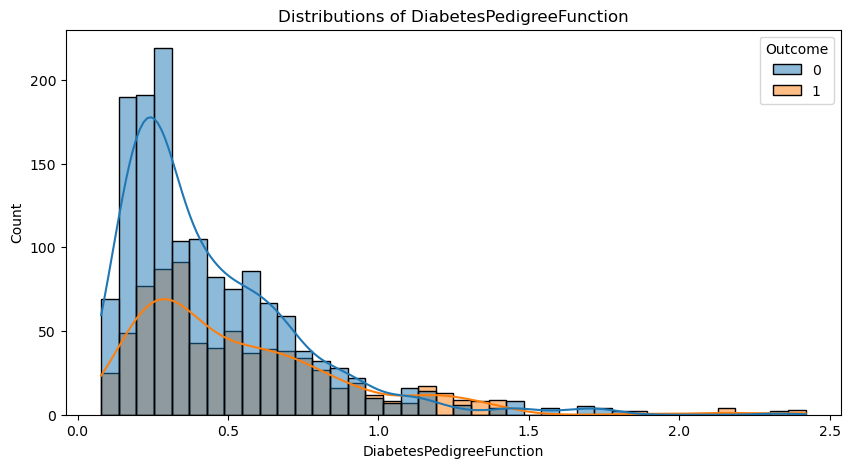 Distributions of DiabetesPedigreeFunction
Outcome
0
1
Count
200
150
100
50
0
0.0 0.5 1.0 1.5 2.0 2.5
DiabetesPedigreeFunction